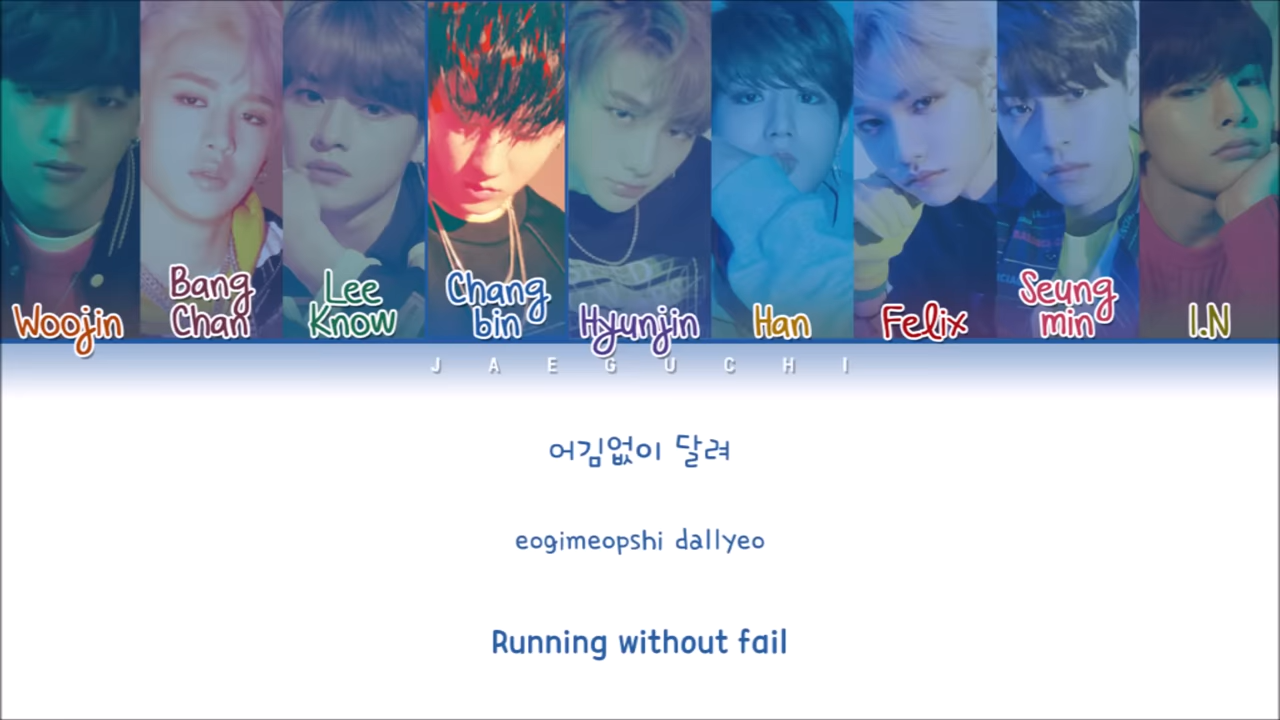 Woojin
Bang
Chan
Lee
Know
Chang
bin
Hyunjin
Han
Felix
Seung
min
I.N
JAEGUCHI
어김없이 달려
eogimeopshi dallyeo
Running without fail